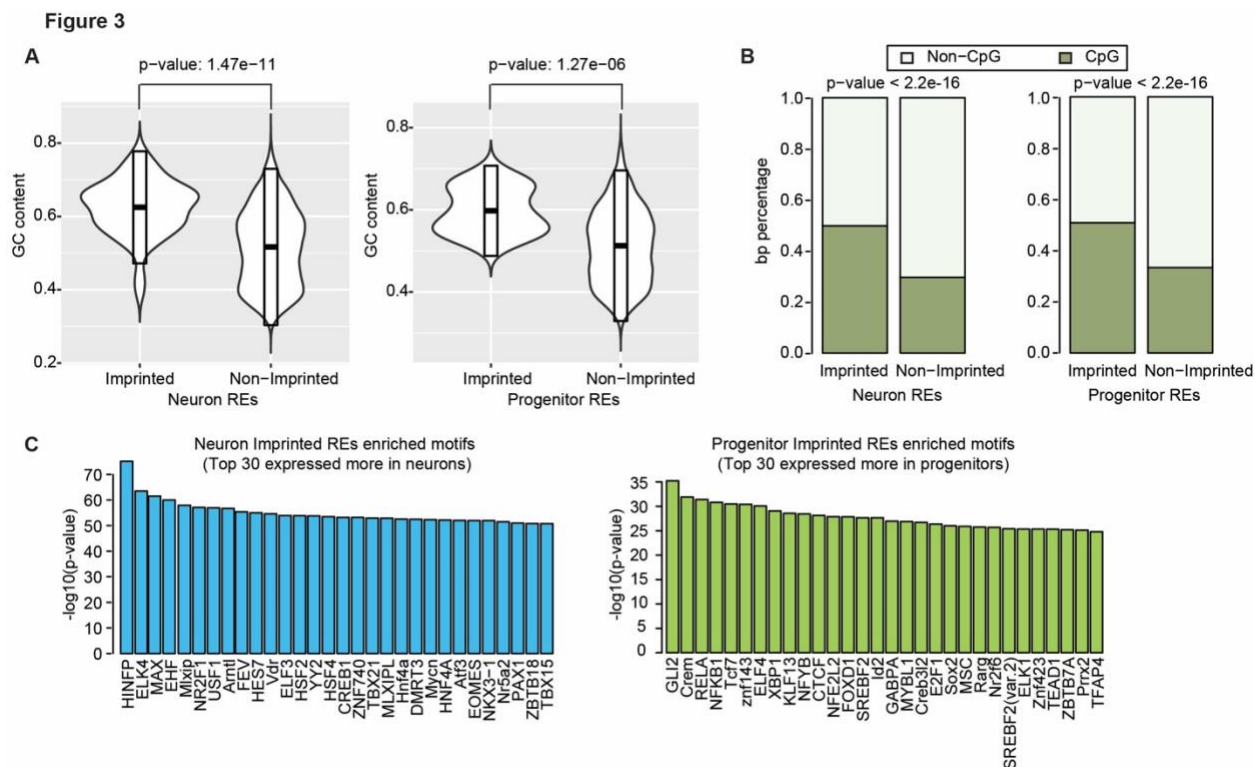 Figure 3
A
p-value: 1.47e-11
p-value: 1.27e-06
GC content
0.8
0.6
0.4
0.2
Imprinted
Non-Imprinted
Neuron REs
GC content
0.8
0.6
0.4
Imprinted
Non-Imprinted
Progenitor REs
B
Non-CpG
CpG
p-value < 2.2e-16
p-value < 2.2e-16
bp percentage
1.0
0.8
0.6
0.4
0.2
0.0
Imprinted
Non-Imprinted
Neuron REs
1.0
0.8
0.6
0.4
0.2
0.0
Imprinted
Non-Imprinted
Progenitor REs
C
Neuron Imprinted REs enriched motifs
(Top 30 expressed more in neurons)
-log10(p-value)
70
60
50
40
30
20
10
0
HINFP
ELK4
MAX
EHF
Mlxip
NR2F1
USF1
Arntl
FEV
HES7
Vdr
ELF3
HSF2
YY2
HSF4
CREB1
ZNF740
TBX21
MLXIPL
Hnf4a
DMRT3
Mycn
HNF4A
Atf3
EOMES
NKX3-1
Nr5a2
PAX1
ZBTB18
TBX15
Progenitor Imprinted REs enriched motifs
(Top 30 expressed more in progenitors)
-log10(p-value)
35
30
25
20
15
10
5
0
GLI2
Crem
RELA
NFKB1
Tcf7
znf143
ELF4
XBP1
KLF13
NFYB
CTCF
NFE2L2
FOXD1
SREBF2
Id2
GABPA
MYBL1
Creb3l2
E2F1
Sox2
MSC
Rarg
Nr2f6
SREBF2(var.2)
ELK1
Znf423
TEAD1
ZBTB7A
Prrx2
TFAP4